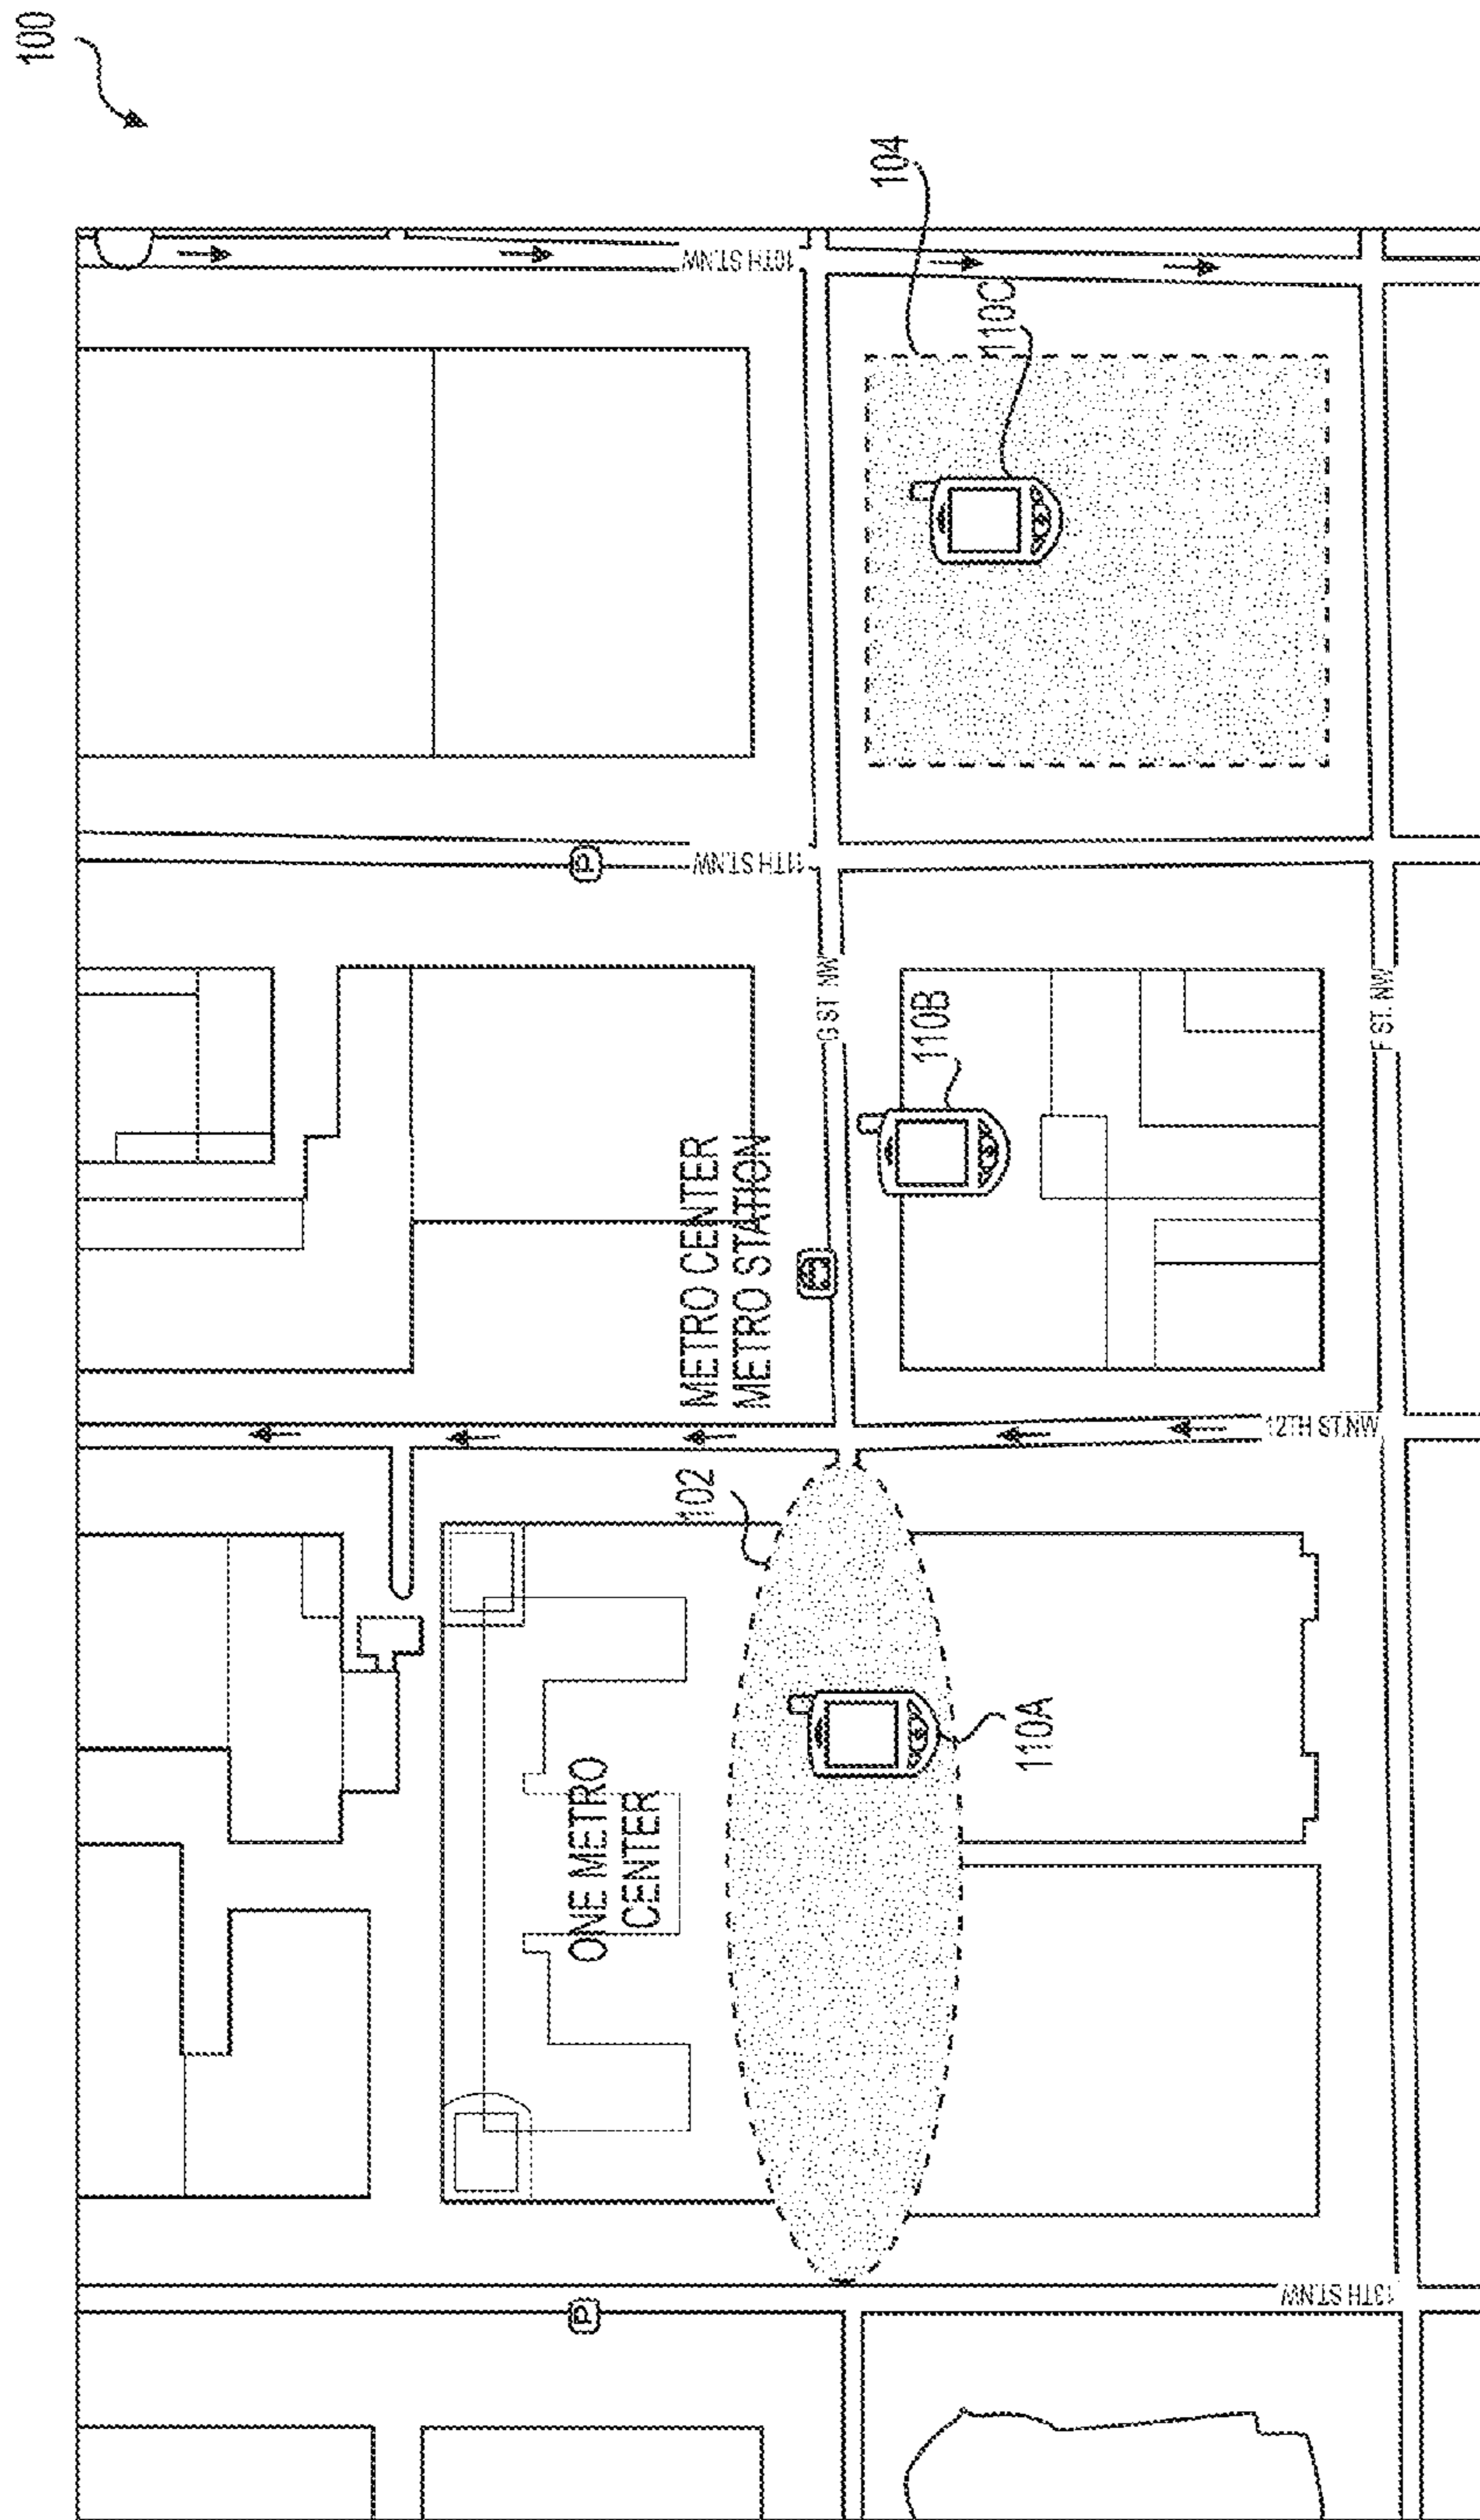 100
104
10TH ST.NW
110C
P
11TH ST.NW
G ST. NW
110B
F ST. NW
METRO CENTER
METRO STATION
12TH ST.NW
102
ONE METRO
CENTER
110A
P
13TH ST.NW